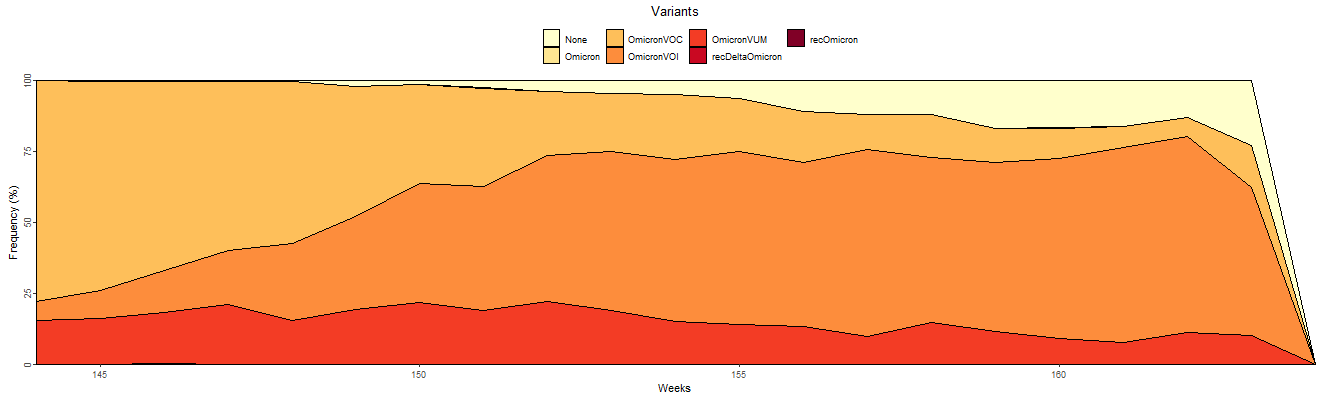 Variants
None OmicronVOC OmicronVUM recOmicron
Omicron OmicronVOI recDeltaOmicron
100
75
50
25
0
Frequency (%)
145 150 155 160
Weeks